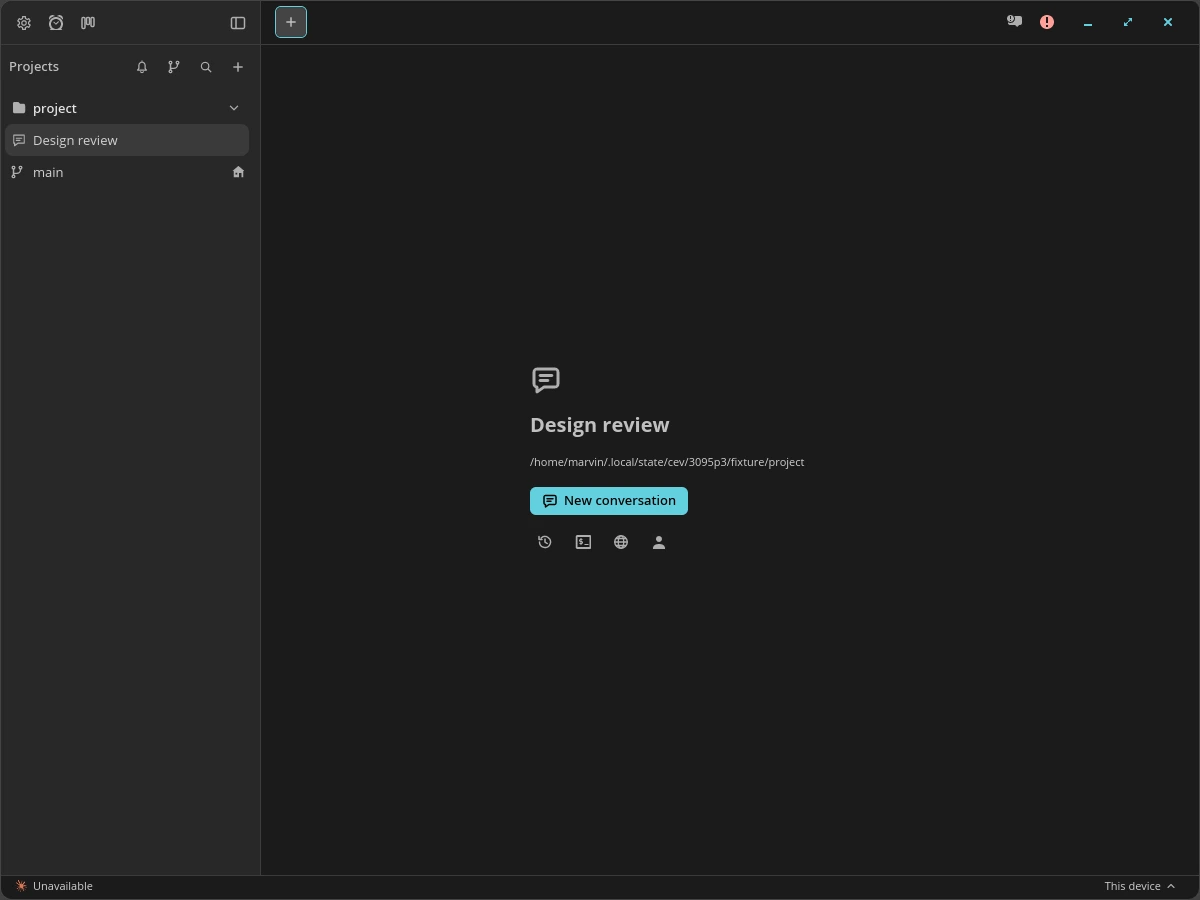 Projects
project
Design review
main
Design review
/home/marvin/.local/state/cev/3095p3/fixture/project
New conversation
Unavailable
This device